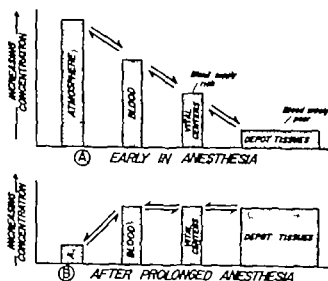 INCREASING
CONCENTRATION
ATMOSPHERE
BLOOD
Blood supply
rich
VITAL
CENTERS
Blood supply
poor
DEPOT TISSUES
A EARLY IN ANESTHESIA
INCREASING
CONCENTRATION
A.
BLOOD
VITAL
CENTERS
DEPOT
TISSUES
B AFTER PROLONGED ANESTHESIA